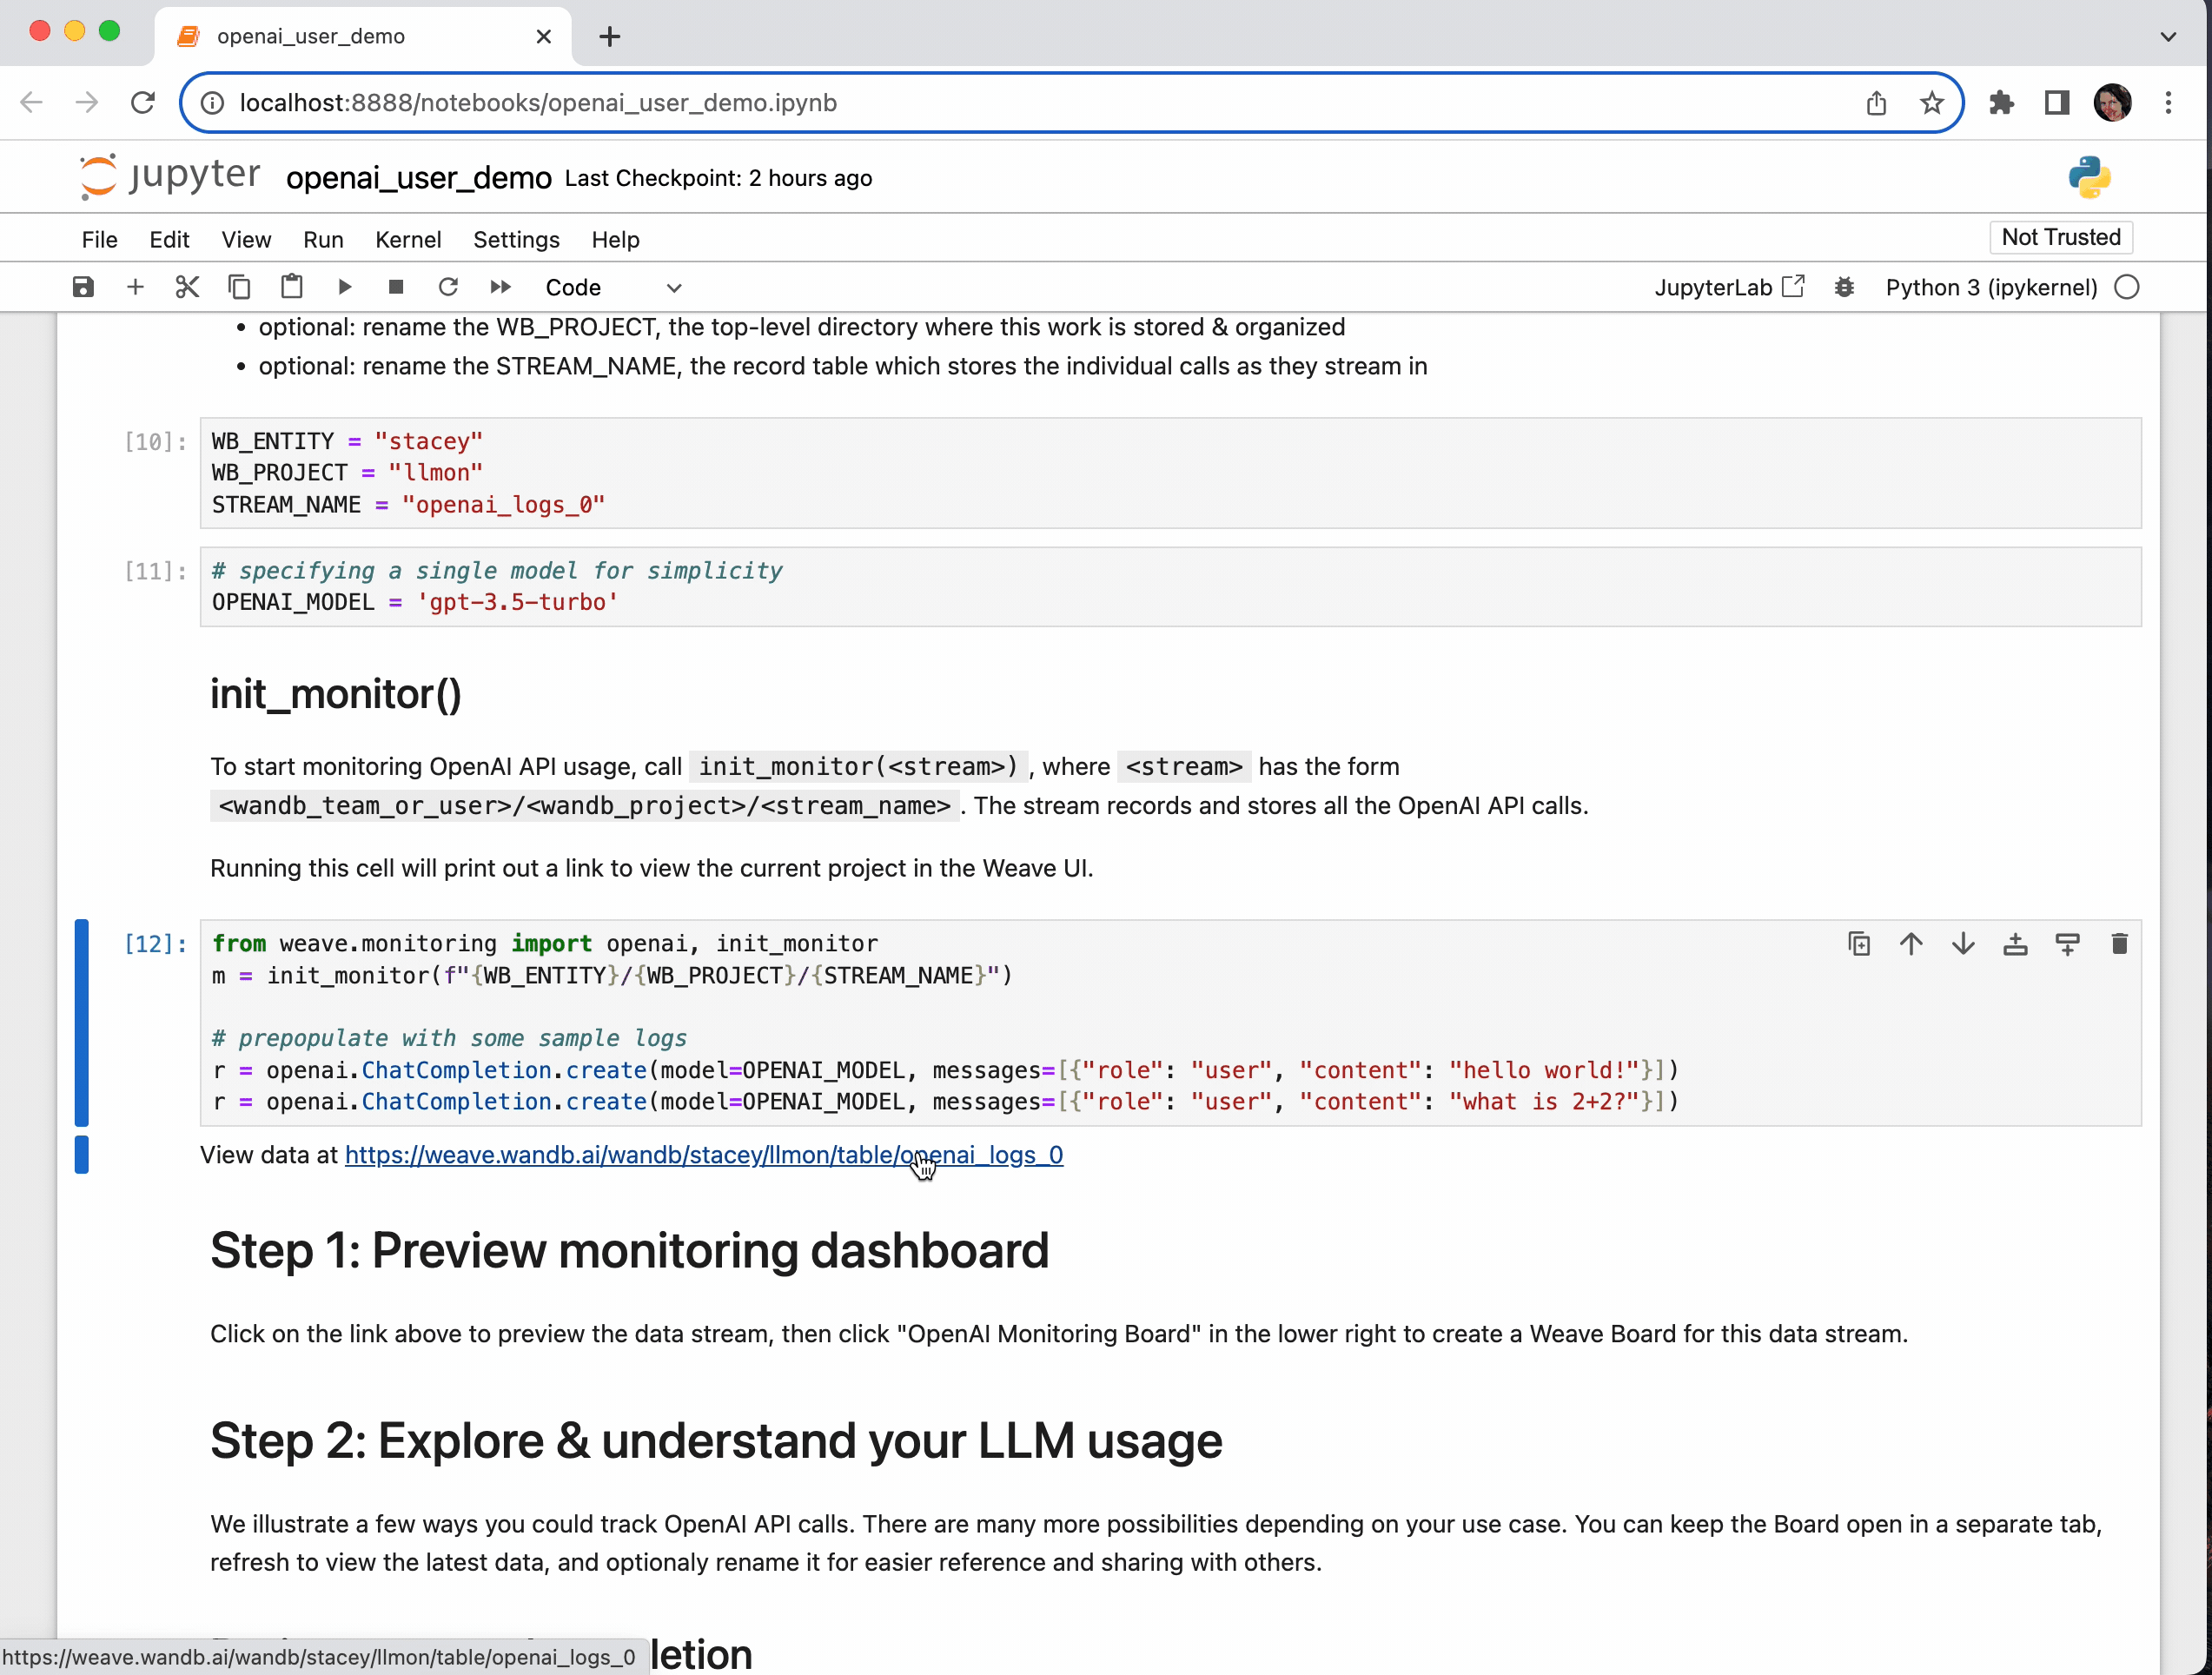 openai_user_demo
localhost:8888/notebooks/openai_user_demo.ipynb
jupyter openai_user_demo Last Checkpoint: 2 hours ago
File Edit View Run Kernel Settings Help Not Trusted
Code JupyterLab Python 3 (ipykernel)
• optional: rename the WB_PROJECT, the top-level directory where this work is stored & organized
• optional: rename the STREAM_NAME, the record table which stores the individual calls as they stream in
[10]: WB_ENTITY = "stacey"
WB_PROJECT = "llmon"
STREAM_NAME = "openai_logs_0"
[11]: # specifying a single model for simplicity
OPENAI_MODEL = 'gpt-3.5-turbo'
init_monitor()
To start monitoring OpenAI API usage, call init_monitor(<stream>) , where <stream> has the form
<wandb_team_or_user>/<wandb_project>/<stream_name> . The stream records and stores all the OpenAI API calls.
Running this cell will print out a link to view the current project in the Weave UI.
[12]: from weave.monitoring import openai, init_monitor
m = init_monitor(f"{WB_ENTITY}/{WB_PROJECT}/{STREAM_NAME}")
# prepopulate with some sample logs
r = openai.ChatCompletion.create(model=OPENAI_MODEL, messages=[{"role": "user", "content": "hello world!"}])
r = openai.ChatCompletion.create(model=OPENAI_MODEL, messages=[{"role": "user", "content": "what is 2+2?"}])
View data at https://weave.wandb.ai/wandb/stacey/llmon/table/openai_logs_0
Step 1: Preview monitoring dashboard
Click on the link above to preview the data stream, then click "OpenAI Monitoring Board" in the lower right to create a Weave Board for this data stream.
Step 2: Explore & understand your LLM usage
We illustrate a few ways you could track OpenAI API calls. There are many more possibilities depending on your use case. You can keep the Board open in a separate tab,
refresh to view the latest data, and optionaly rename it for easier reference and sharing with others.
letion
https://weave.wandb.ai/wandb/stacey/llmon/table/openai_logs_0